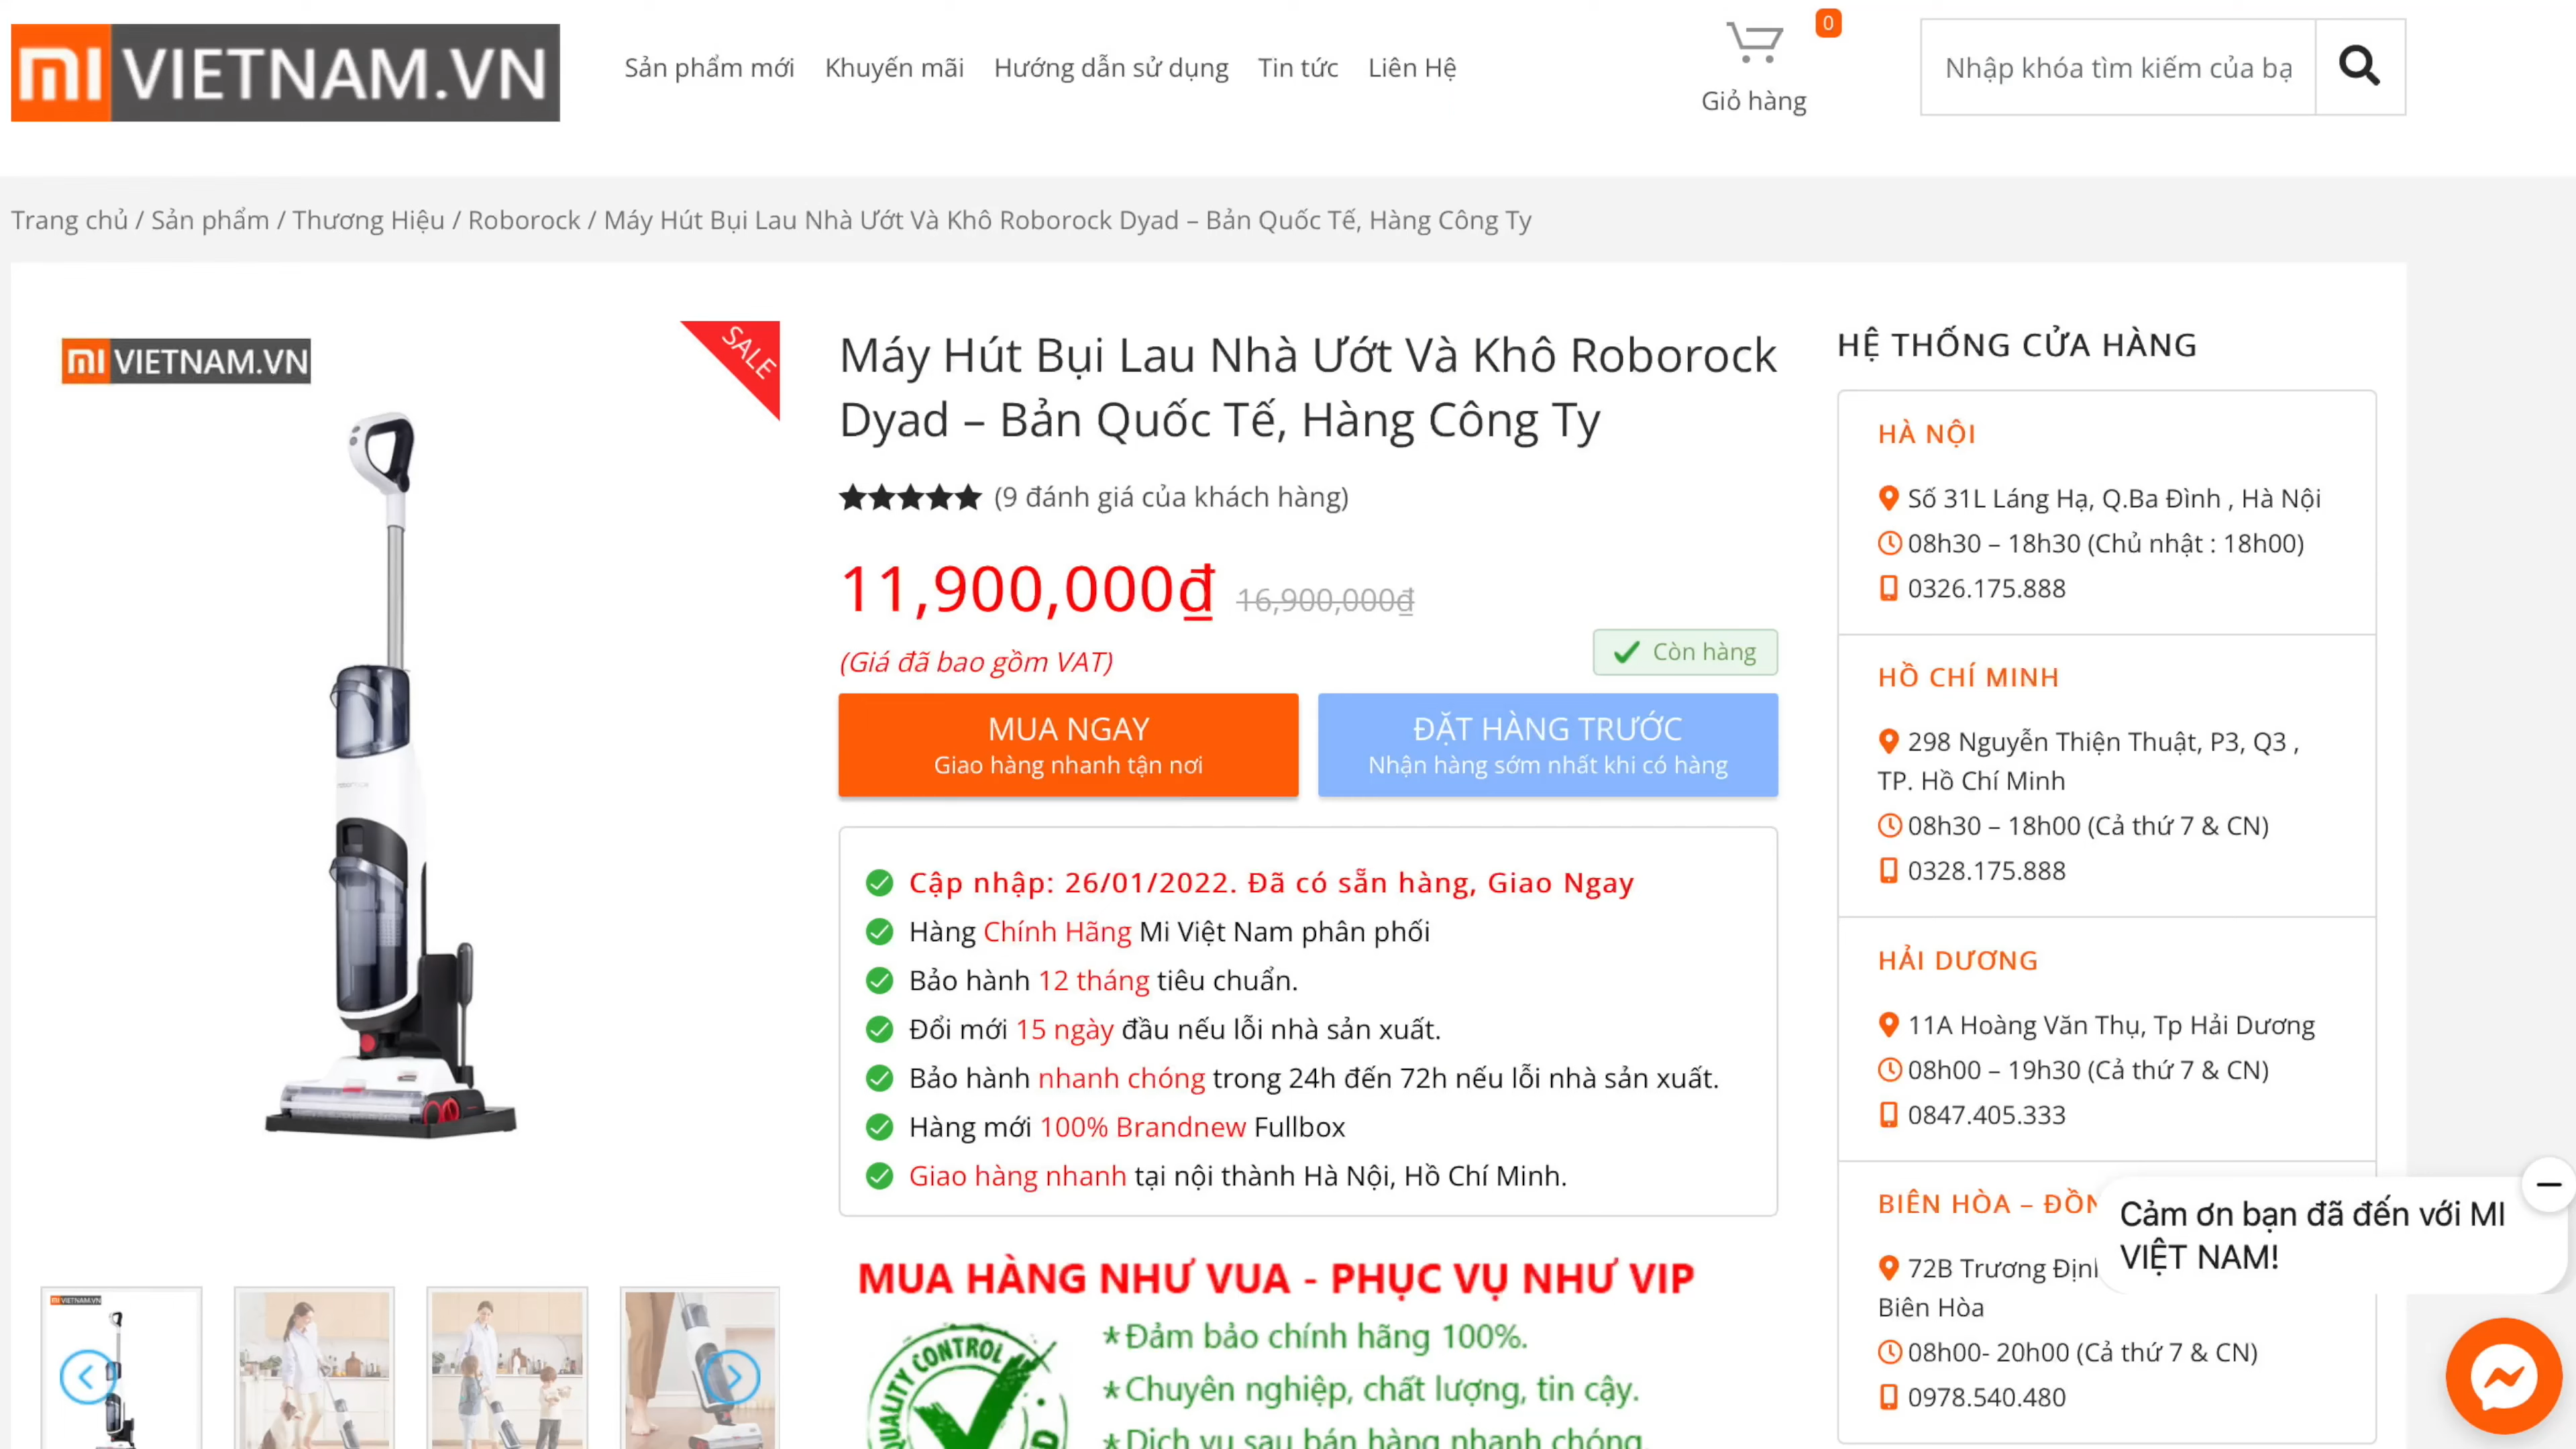 mi VIETNAM.VN
Sản phẩm mới Khuyến mãi Hướng dẫn sử dụng Tin tức Liên Hệ
0
Giỏ hàng
Nhập khóa tìm kiếm của bạ
Trang chủ / Sản phẩm / Thương Hiệu / Roborock / Máy Hút Bụi Lau Nhà Ướt Và Khô Roborock Dyad – Bản Quốc Tế, Hàng Công Ty
mi VIETNAM.VN
SALE
Máy Hút Bụi Lau Nhà Ướt Và Khô Roborock
Dyad – Bản Quốc Tế, Hàng Công Ty
(9 đánh giá của khách hàng)
11,900,000₫ 16,900,000₫
(Giá đã bao gồm VAT)
Còn hàng
MUA NGAY
Giao hàng nhanh tận nơi
ĐẶT HÀNG TRƯỚC
Nhận hàng sớm nhất khi có hàng
Cập nhập: 26/01/2022. Đã có sẵn hàng, Giao Ngay
Hàng Chính Hãng Mi Việt Nam phân phối
Bảo hành 12 tháng tiêu chuẩn.
Đổi mới 15 ngày đầu nếu lỗi nhà sản xuất.
Bảo hành nhanh chóng trong 24h đến 72h nếu lỗi nhà sản xuất.
Hàng mới 100% Brandnew Fullbox
Giao hàng nhanh tại nội thành Hà Nội, Hồ Chí Minh.
MUA HÀNG NHƯ VUA - PHỤC VỤ NHƯ VIP
QUALITY CONTROL
*Đảm bảo chính hãng 100%.
*Chuyên nghiệp, chất lượng, tin cậy.
*Dịch vụ sau bán hàng nhanh chóng
HỆ THỐNG CỬA HÀNG
HÀ NỘI
Số 31L Láng Hạ, Q.Ba Đình , Hà Nội
08h30 – 18h30 (Chủ nhật : 18h00)
0326.175.888
HỒ CHÍ MINH
298 Nguyễn Thiện Thuật, P3, Q3 ,
TP. Hồ Chí Minh
08h30 – 18h00 (Cả thứ 7 & CN)
0328.175.888
HẢI DƯƠNG
11A Hoàng Văn Thụ, Tp Hải Dương
08h00 – 19h30 (Cả thứ 7 & CN)
0847.405.333
BIÊN HÒA – ĐỒN
72B Trương Địn
Biên Hòa
08h00- 20h00 (Cả thứ 7 & CN)
0978.540.480
Cảm ơn bạn đã đến với MI
VIỆT NAM!
mi VIETNAM.VN